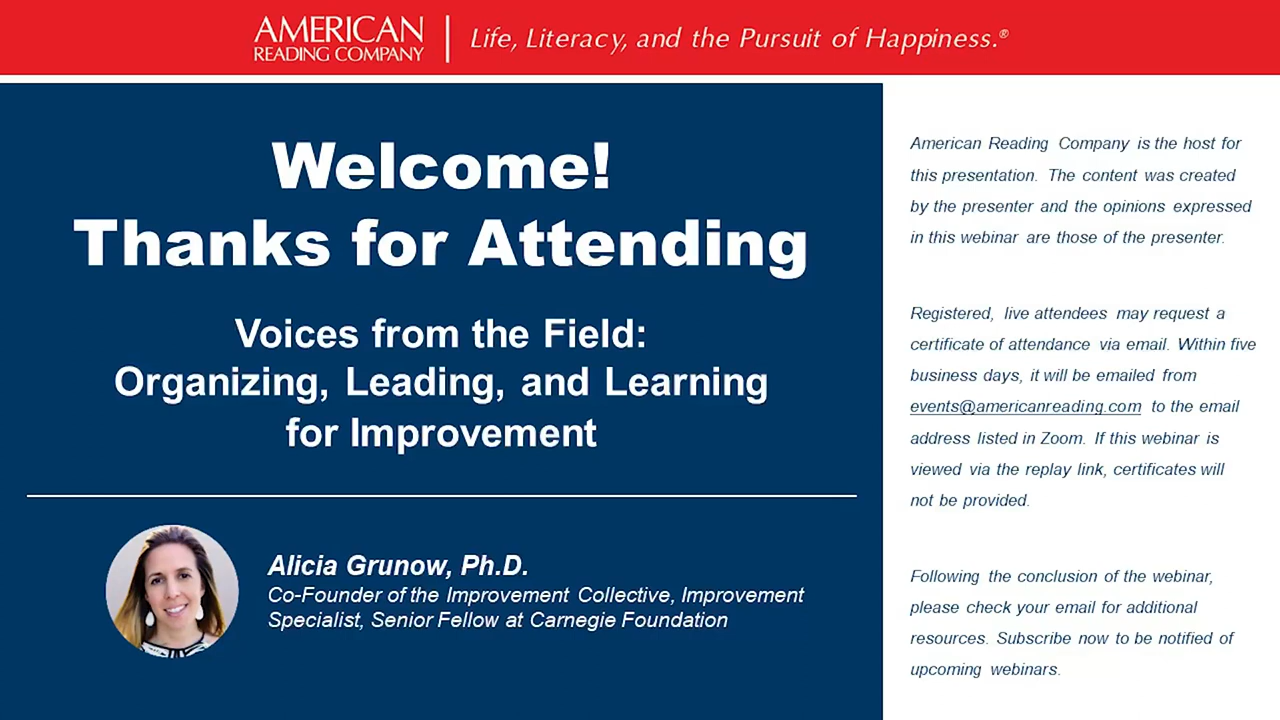 AMERICAN
READING COMPANY
Life, Literacy, and the Pursuit of Happiness.®
Welcome!
Thanks for Attending
Voices from the Field:
Organizing, Leading, and Learning
for Improvement
Alicia Grunow, Ph.D.
Co-Founder of the Improvement Collective, Improvement
Specialist, Senior Fellow at Carnegie Foundation
American Reading Company is the host for
this presentation. The content was created
by the presenter and the opinions expressed
in this webinar are those of the presenter.
Registered, live attendees may request a
certificate of attendance via email. Within five
business days, it will be emailed from
events@americanreading.com to the email
address listed in Zoom. If this webinar is
viewed via the replay link, certificates will
not be provided.
Following the conclusion of the webinar,
please check your email for additional
resources. Subscribe now to be notified of
upcoming webinars.